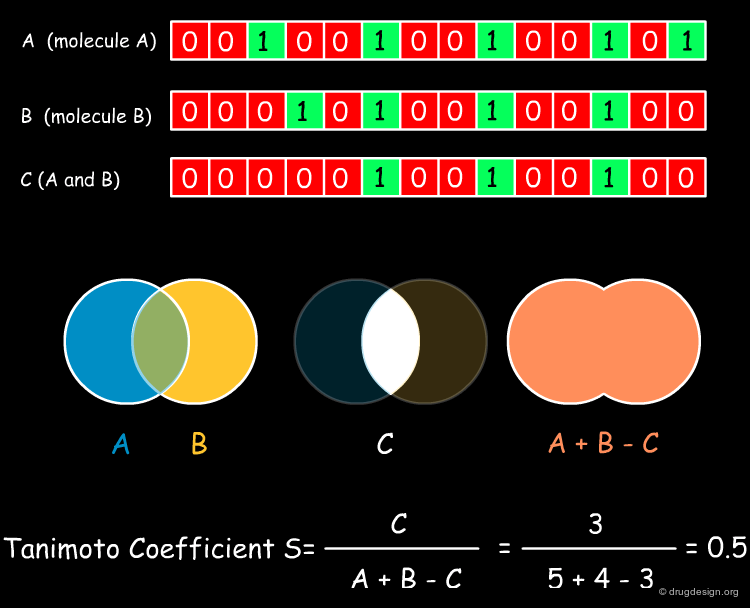 A (molecule A) 0 0 1 0 0 1 0 0 1 0 0 1 0 1
B (molecule B) 0 0 0 1 0 1 0 0 1 0 0 1 0 0
C (A and B) 0 0 0 0 0 1 0 0 1 0 0 1 0 0
A B C A + B - C
C 3
Tanimoto Coefficient S= = = 0.5
A + B - C 5 + 4 - 3
© drugdesign.org